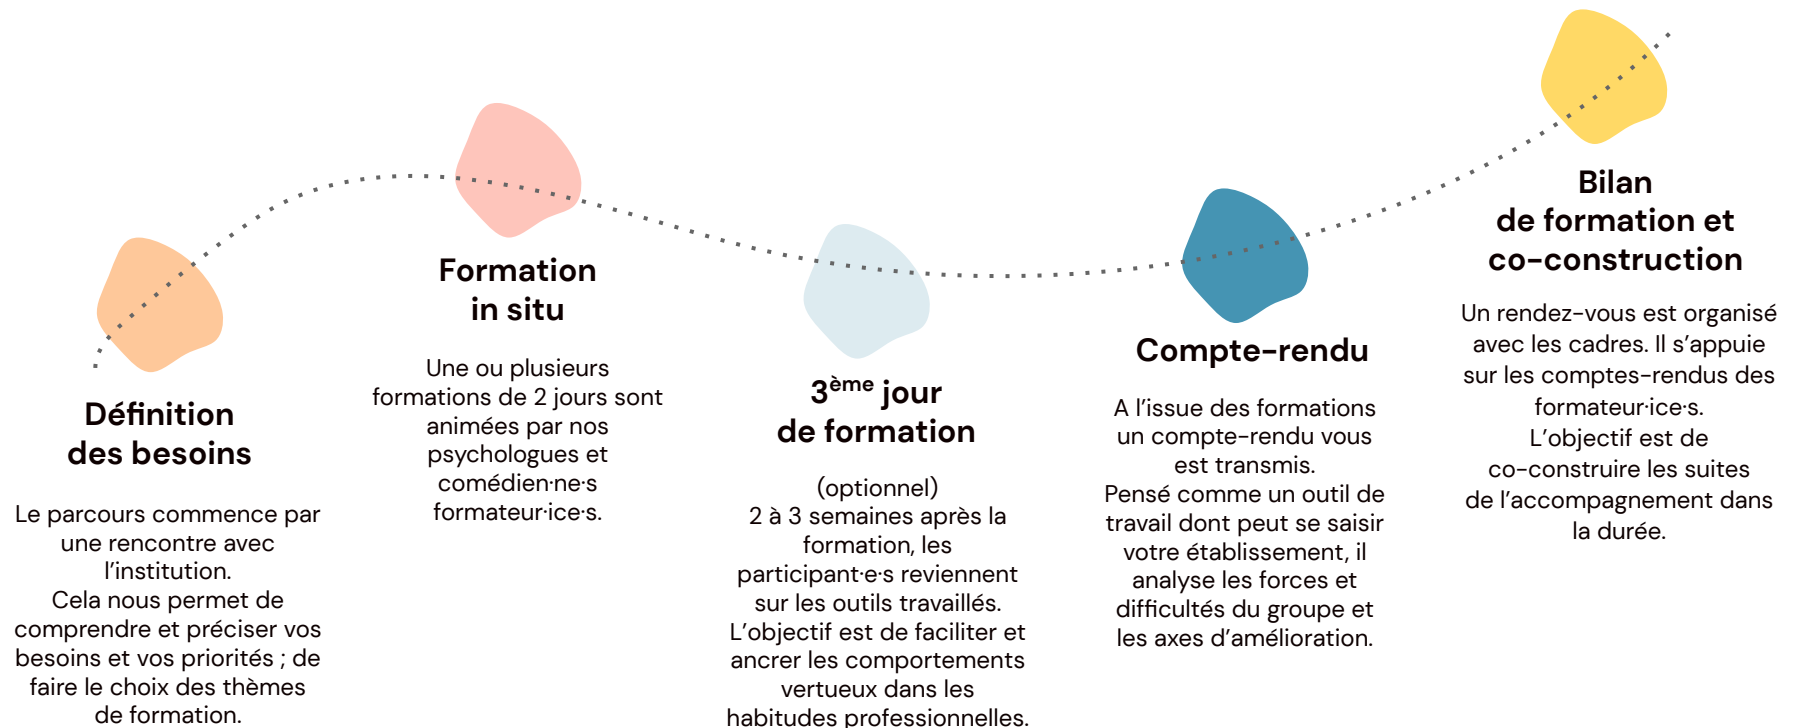 Définition
des besoins
Le parcours commence par
une rencontre avec
l’institution.
Cela nous permet de
comprendre et préciser vos
besoins et vos priorités ; de
faire le choix des thèmes
de formation.
Formation
in situ
Une ou plusieurs
formations de 2 jours sont
animées par nos
psychologues et
comédien·ne·s
formateur·ice·s.
3ème jour
de formation
(optionnel)
2 à 3 semaines après la
formation, les
participant·e·s reviennent
sur les outils travaillés.
L’objectif est de faciliter et
ancrer les comportements
vertueux dans les
habitudes professionnelles.
Compte-rendu
A l’issue des formations
un compte-rendu vous
est transmis.
Pensé comme un outil de
travail dont peut se saisir
votre établissement, il
analyse les forces et
difficultés du groupe et
les axes d’amélioration.
Bilan
de formation et
co-construction
Un rendez-vous est organisé
avec les cadres. Il s’appuie
sur les comptes-rendus des
formateur·ice·s.
L’objectif est de
co-construire les suites
de l’accompagnement dans
la durée.